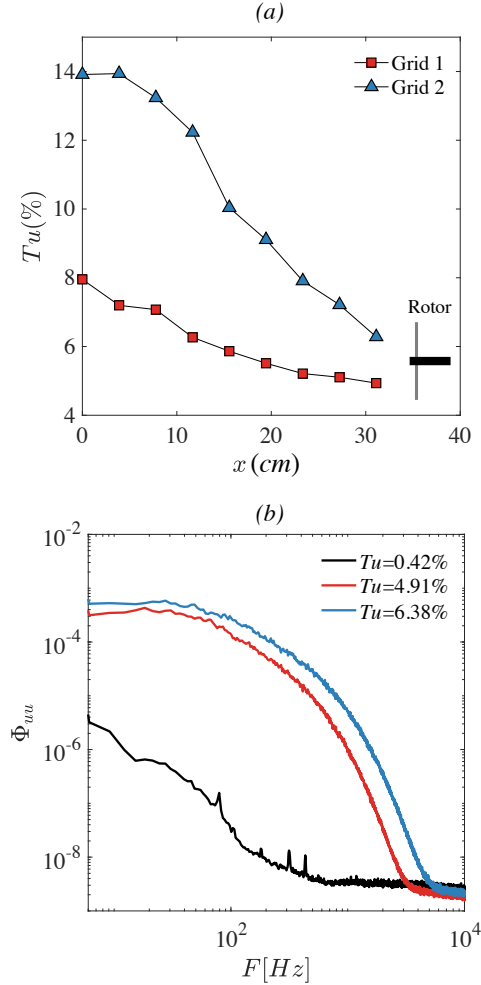 (a)
14
12
10
8
6
4
Tu(%)
Grid 1
Grid 2
Rotor
0
10
20
30
40
x (cm)
(b)
10^-2
10^-4
10^-6
10^-8
Φ_uu
Tu=0.42%
Tu=4.91%
Tu=6.38%
10^2
10^4
F[Hz]